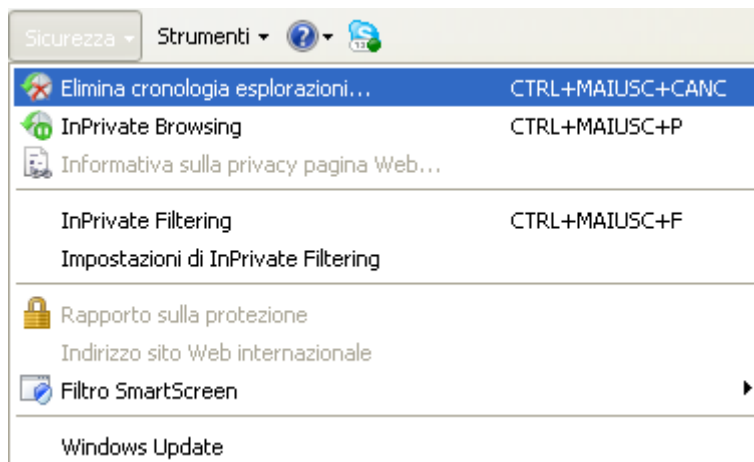 Sicurezza Strumenti
Elimina cronologia esplorazioni... CTRL+MAIUSC+CANC
InPrivate Browsing CTRL+MAIUSC+P
Informativa sulla privacy pagina Web...
InPrivate Filtering CTRL+MAIUSC+F
Impostazioni di InPrivate Filtering
Rapporto sulla protezione
Indirizzo sito Web internazionale
Filtro SmartScreen
Windows Update